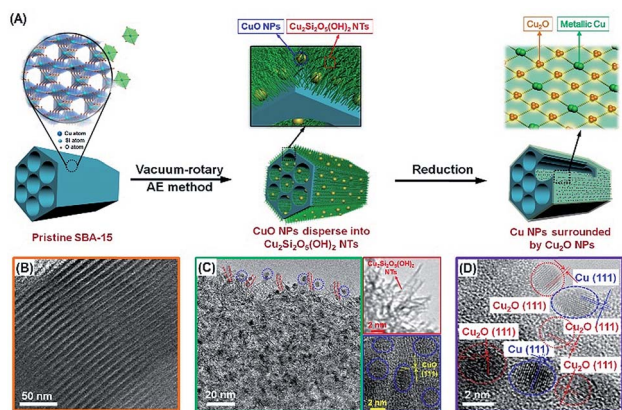 (A)
CuO NPs
Cu₂Si₂O₅(OH)₂ NTs
Cu₂O
Metallic Cu
Cu atom
Si atom
O atom
Vacuum-rotary
AE method
Reduction
Pristine SBA-15
CuO NPs disperse into
Cu₂Si₂O₅(OH)₂ NTs
Cu NPs surrounded
by Cu₂O NPs
(B)
50 nm
(C)
20 nm
Cu₂Si₂O₅(OH)₂
NTs
2 nm
CuO
(111)
2 nm
(D)
Cu (111)
Cu₂O (111)
Cu₂O (111)
Cu₂O (111)
Cu (111)
Cu₂O (111)
2 nm